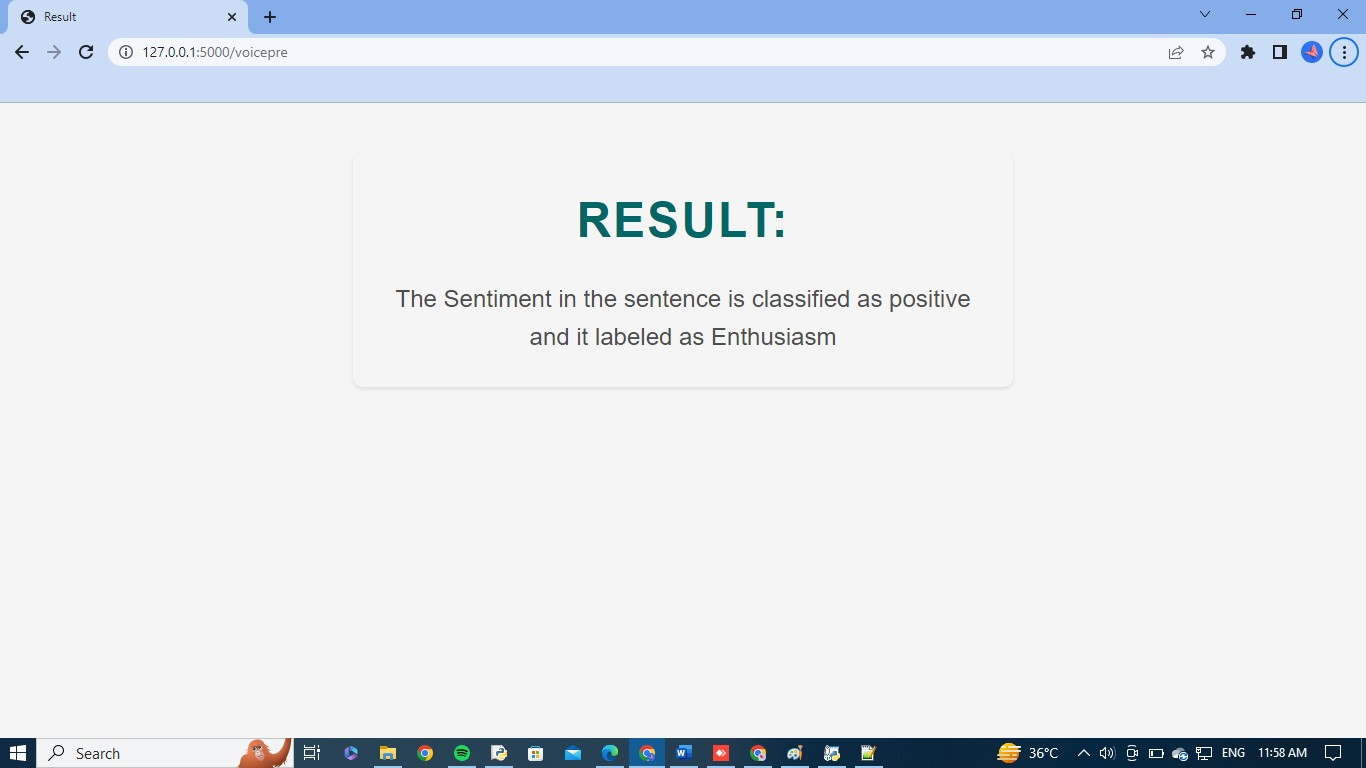 Result
127.0.0.1:5000/voicepre
RESULT:
The Sentiment in the sentence is classified as positive
and it labeled as Enthusiasm
Search
36°C
ENG
11:58 AM